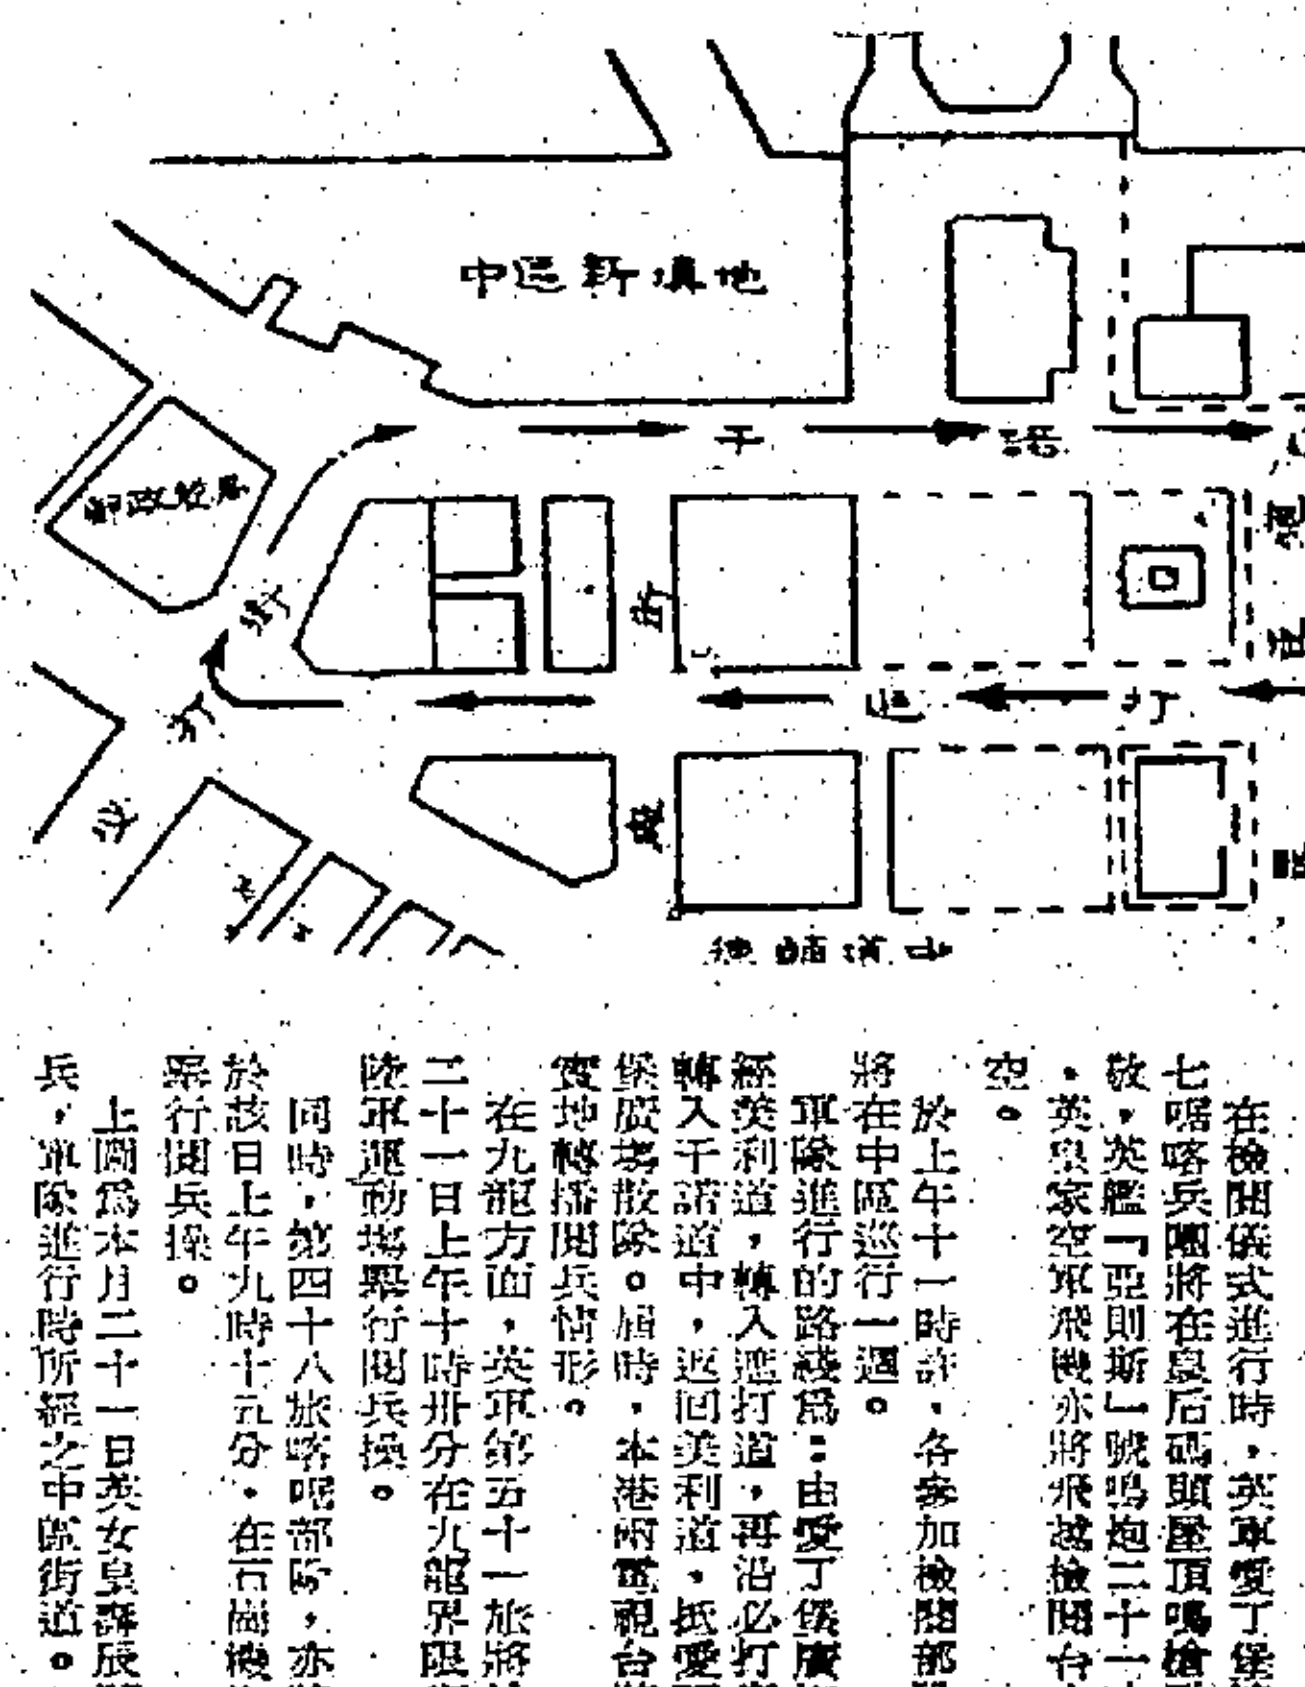 中區新填地
郵政總局
干
諾
街
街
遮
打
畢
打
德輔道中
在檢閱儀式進行時，英軍愛丁堡
七啹喀兵團將在皇后碼頭屋頂鳴槍
敬，英艦「亞則斯」號鳴炮二十一
，英皇家空軍飛機亦將飛越檢閱台
空。
於上午十一時許，各參加檢閱部
將在中區巡行一週。
軍隊進行的路綫為：由愛丁堡廣
經美利道，轉入遮打道，再沿必打
轉入干諾道中，返回美利道，抵愛
堡廣塲散隊。屆時，本港兩電視台
實地轉播閱兵情形。
在九龍方面，英軍第五十一旅將
二十一日上午十時卅分在九龍界限
陸軍運動塲舉行閱兵操。
同時，第四十八旅啹喀部隊，亦
於該日上午九時十五分，在石崗機
舉行閱兵操。
上圖爲本月二十一日英女皇壽辰
兵，軍隊進行時所經之中區街道。